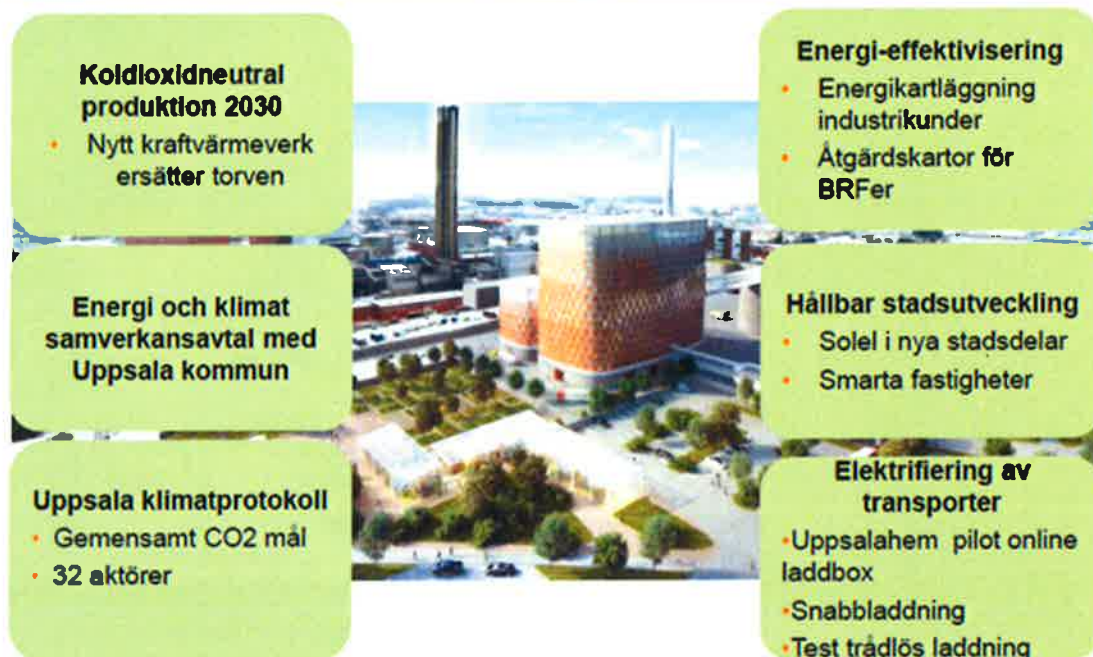 Koldioxidneutral
produktion 2030
• Nytt kraftvärmeverk
ersätter torven
Energi och klimat
samverkansavtal med
Uppsala kommun
Uppsala klimatprotokoll
• Gemensamt CO2 mål
• 32 aktörer
Energi-effektivisering
• Energikartläggning
industrikunder
• Åtgärdskartor för
BRFer
Hållbar stadsutveckling
• Solel i nya stadsdelar
• Smarta fastigheter
Elektrifiering av
transporter
•Uppsalahem pilot online
laddbox
•Snabbladdning
•Test trådlös laddning